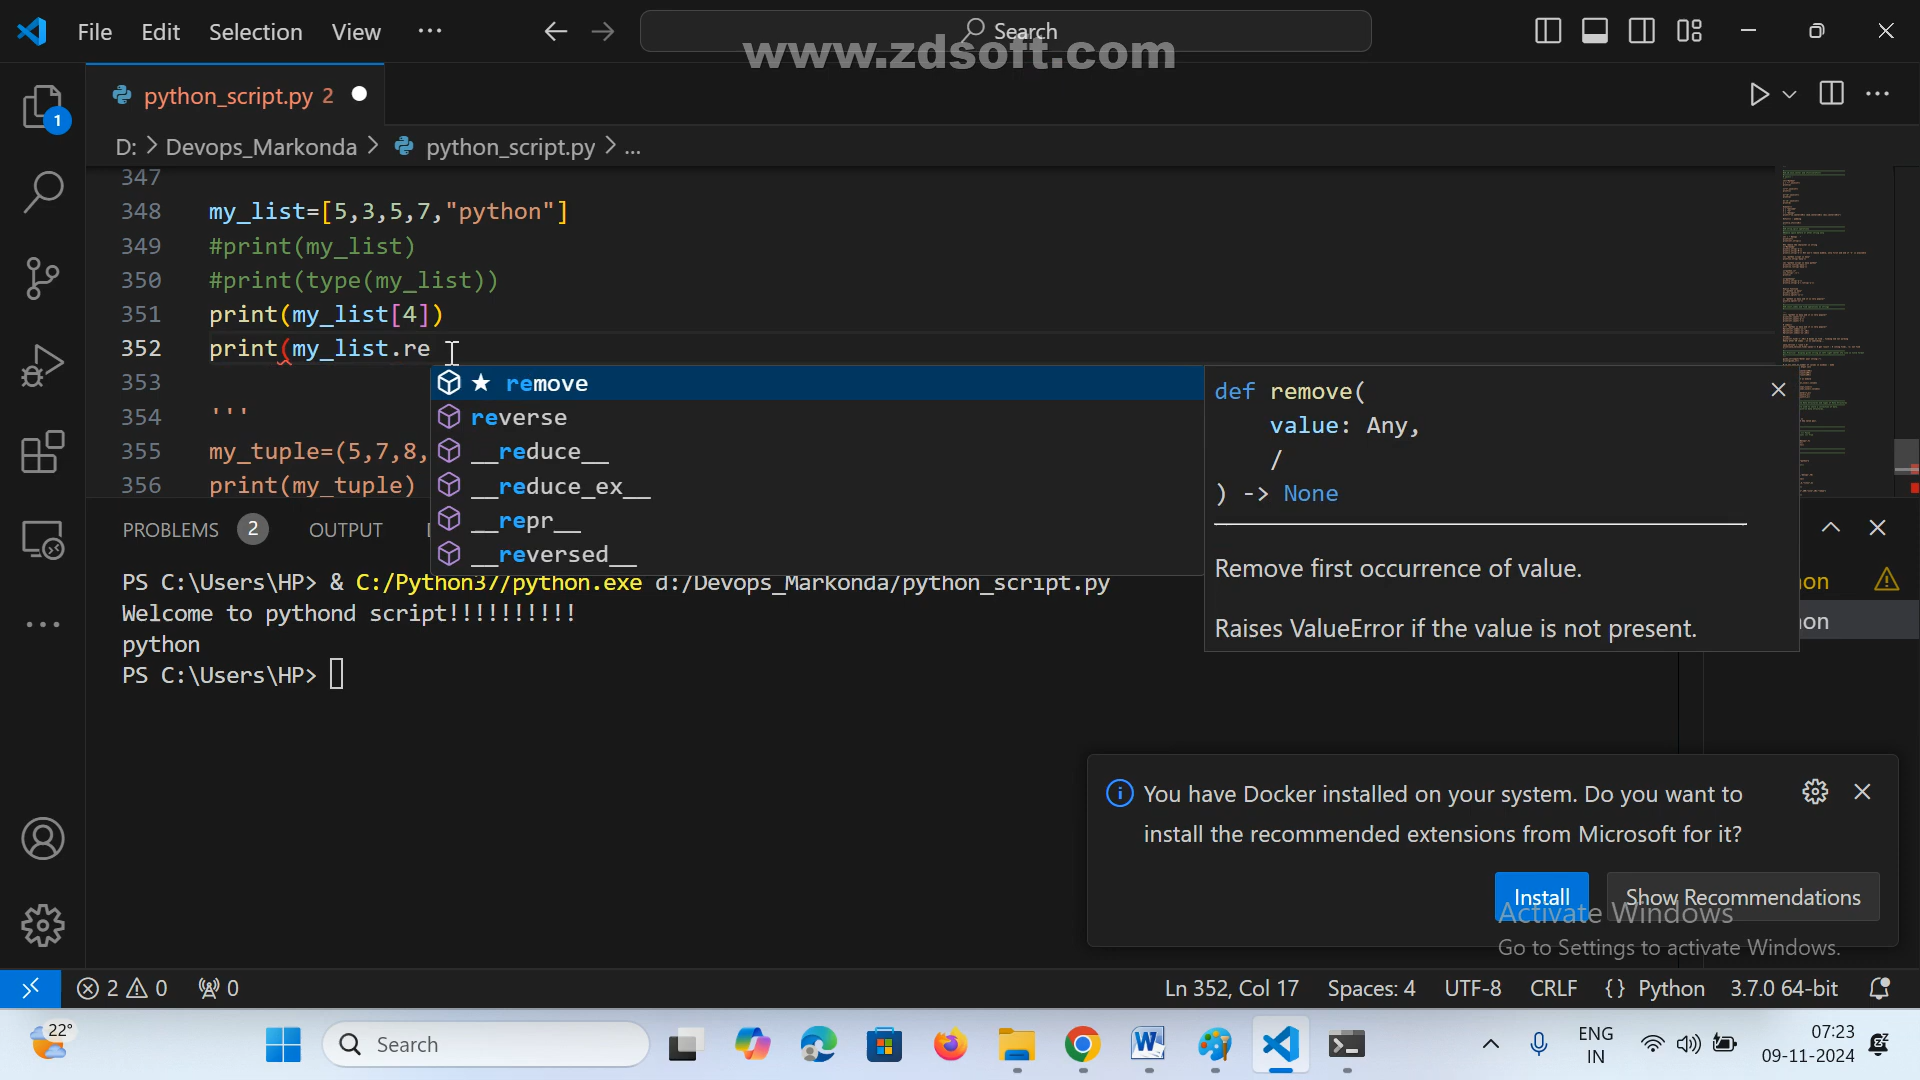 File Edit Selection View ··· Search
www.zdsoft.com
python_script.py 2
D: > Devops_Markonda > python_script.py > ...
347
348 my_list=[5,3,5,7,"python"]
349 #print(my_list)
350 #print(type(my_list))
351 print(my_list[4])
352 print(my_list.re
353
354 '''
355 my_tuple=(5,7,8,
356 print(my_tuple)
1
★ remove
reverse
__reduce__
__reduce_ex__
__repr__
__reversed__
def remove(
value: Any,
/
) -> None
Remove first occurrence of value.
Raises ValueError if the value is not present.
PROBLEMS 2 OUTPUT
PS C:\Users\HP> & C:/Python37/python.exe d:/Devops_Markonda/python_script.py
Welcome to pythond script!!!!!!!!!!
python
PS C:\Users\HP>
on
on
You have Docker installed on your system. Do you want to
install the recommended extensions from Microsoft for it?
Install Show Recommendations
Activate Windows
Go to Settings to activate Windows.
2 0 0 Ln 352, Col 17 Spaces: 4 UTF-8 CRLF {} Python 3.7.0 64-bit
22° Search ENG 07:23
IN 09-11-2024